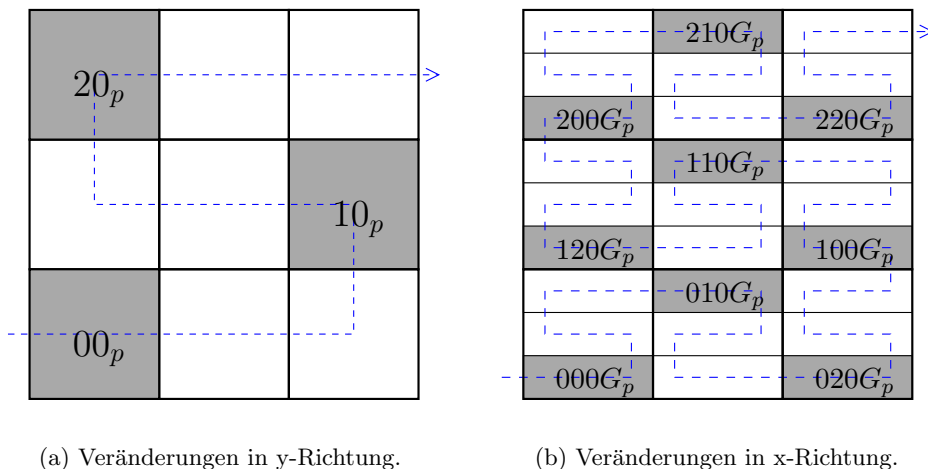 20_p
10_p
00_p
(a) Veränderungen in y-Richtung.
210G_p
200G_p 220G_p
110G_p
120G_p 100G_p
010G_p
000G_p 020G_p
(b) Veränderungen in x-Richtung.